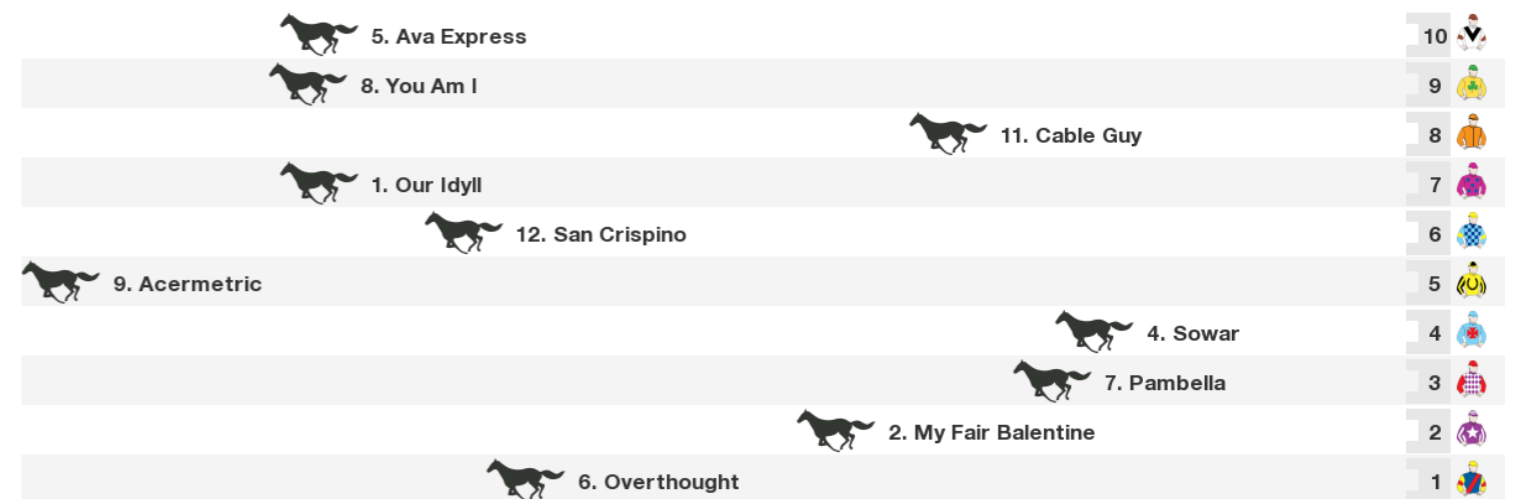 5. Ava Express 10
8. You Am I 9
11. Cable Guy 8
1. Our Idyll 7
12. San Crispino 6
9. Acermetric 5
4. Sowar 4
7. Pambella 3
2. My Fair Balentine 2
6. Overthought 1